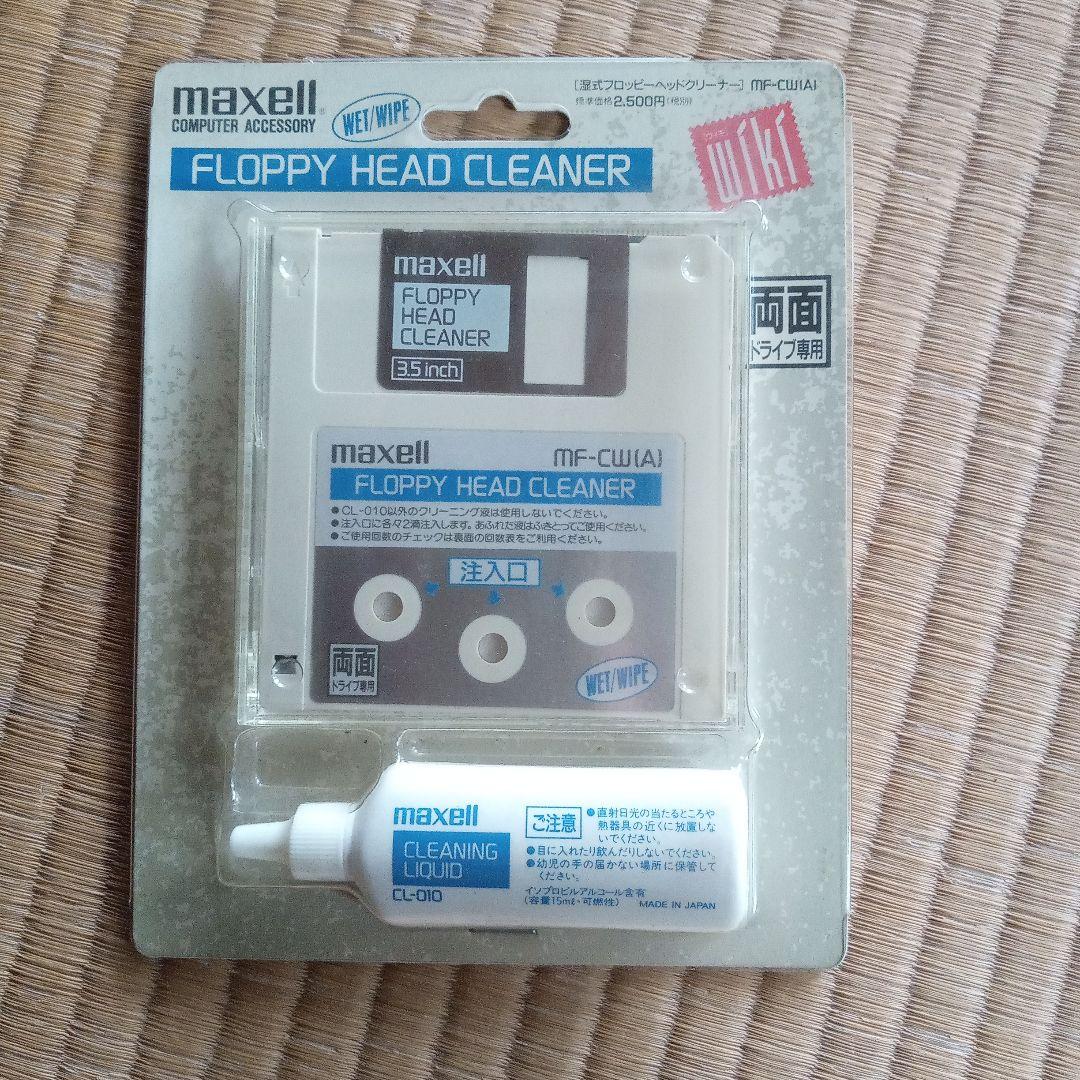 maxell®
COMPUTER ACCESSORY
WET/WIPE
[湿式フロッピーヘッドクリーナー] MF-CW(A)
標準価格2,500円(税別)
FLOPPY HEAD CLEANER
ウィキ
wiki
maxell
FLOPPY
HEAD
CLEANER
3.5 inch
両面
ドライブ専用
maxell
MF-CW(A)
FLOPPY HEAD CLEANER
●CL-010以外のクリーニング液は使用しないでください。
●注入口に各々2滴注入します。あふれた液はふきとってご使用ください。
●ご使用回数のチェックは裏面の回数表をご利用ください。
注入口
両面
ドライブ専用
WET/WIPE
maxell
CLEANING
LIQUID
CL-010
ご注意
●直射日光の当たるところや
熱器具の近くに放置しな
いでください。
●目に入れたり飲んだりしないでください。
●幼児の手の届かない場所に保管して
ください。
イソプロピルアルコール含有
(容量15mℓ・可燃性) MADE IN JAPAN